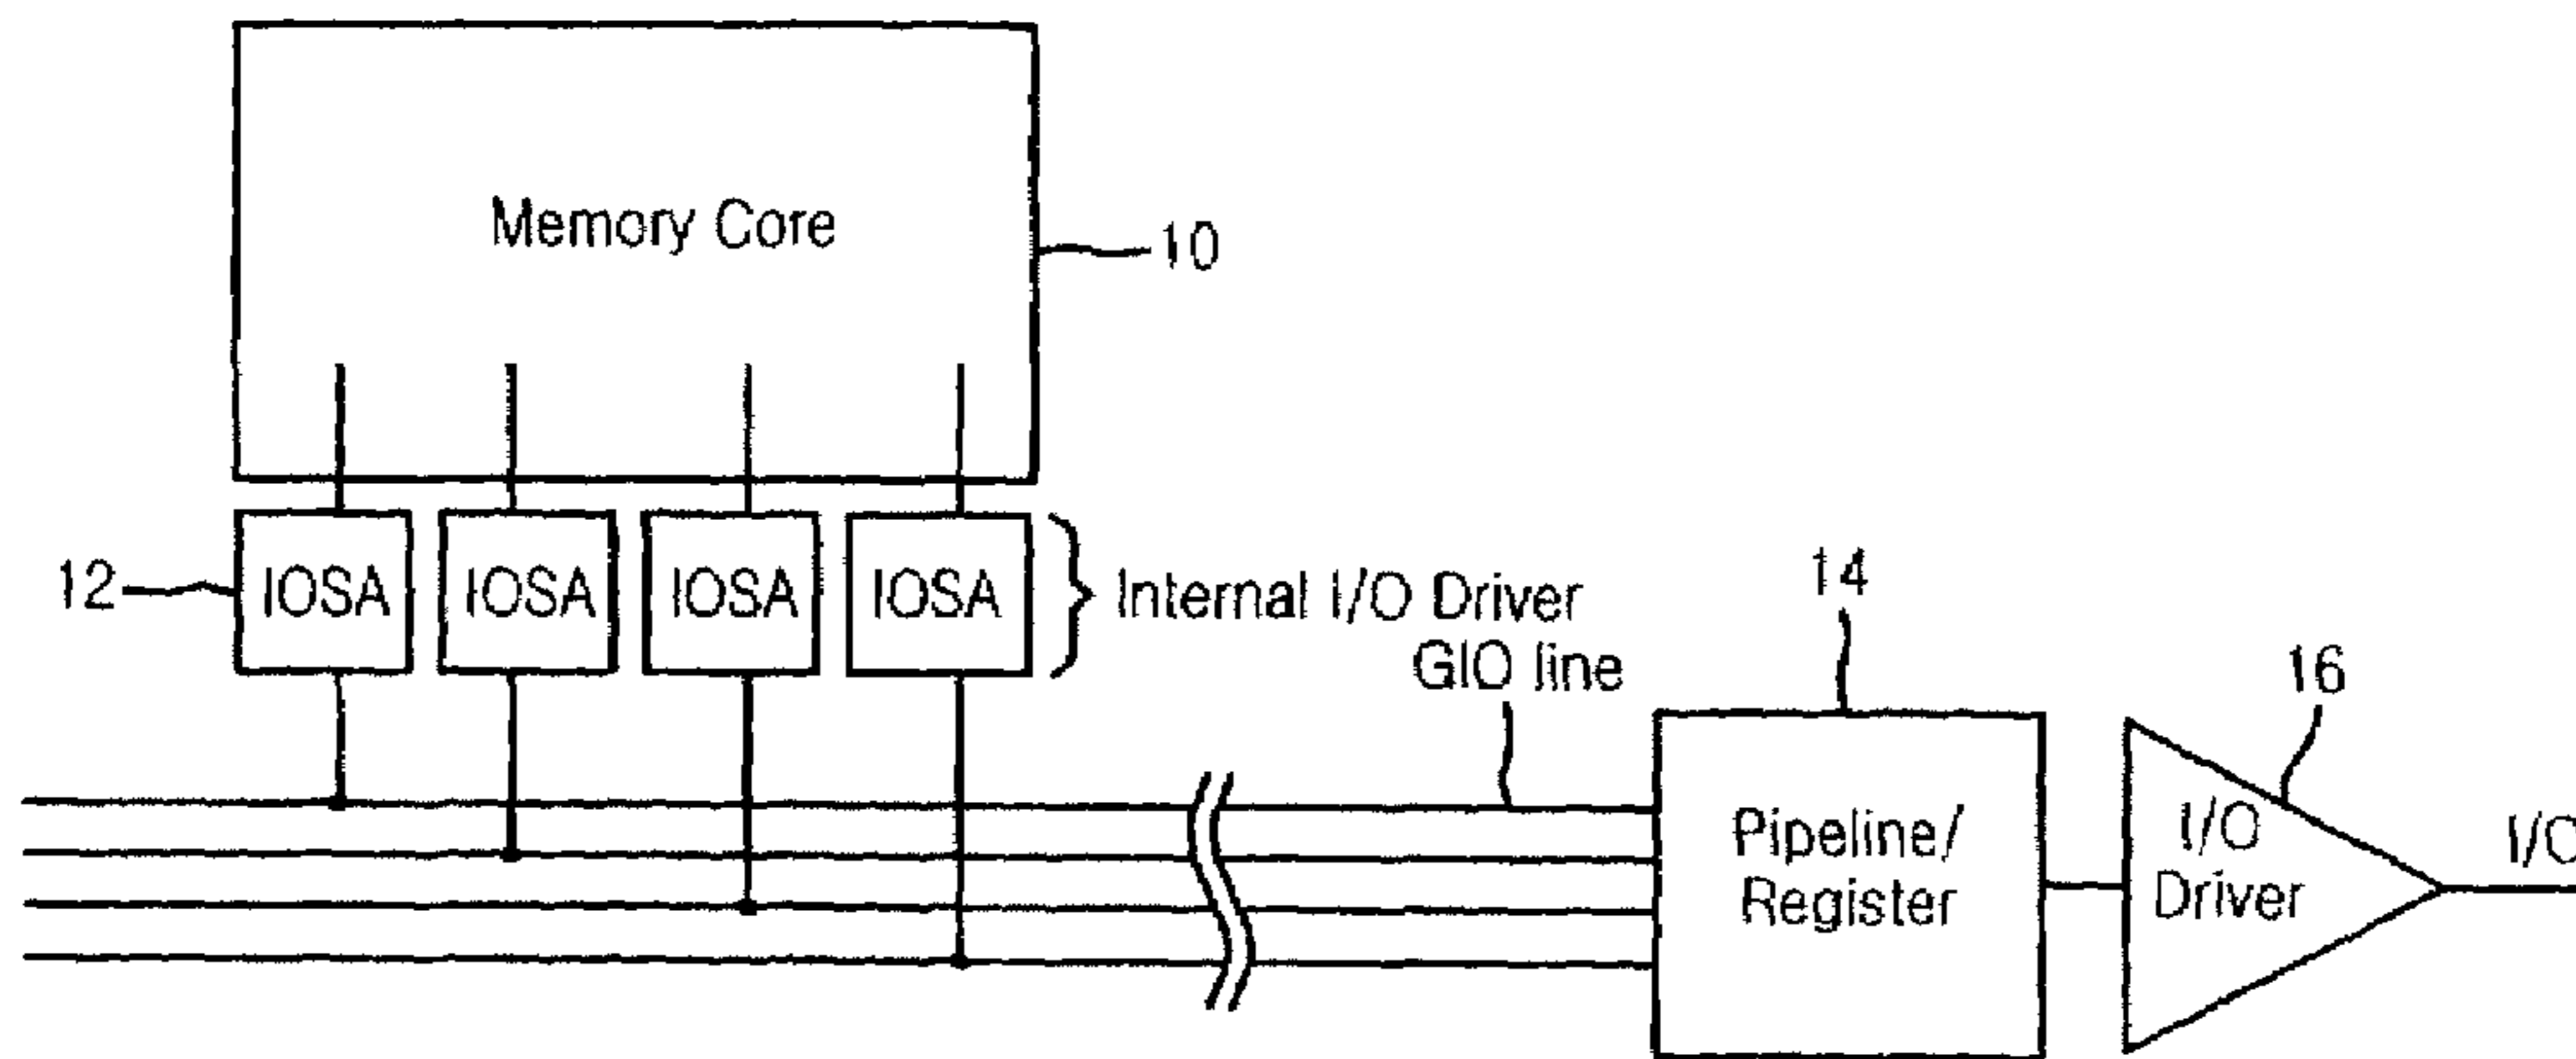 Memory Core
10
12
IOSA
IOSA
IOSA
IOSA
Internal I/O Driver
GIO line
14
16
Pipeline/
Register
I/O
Driver
I/O